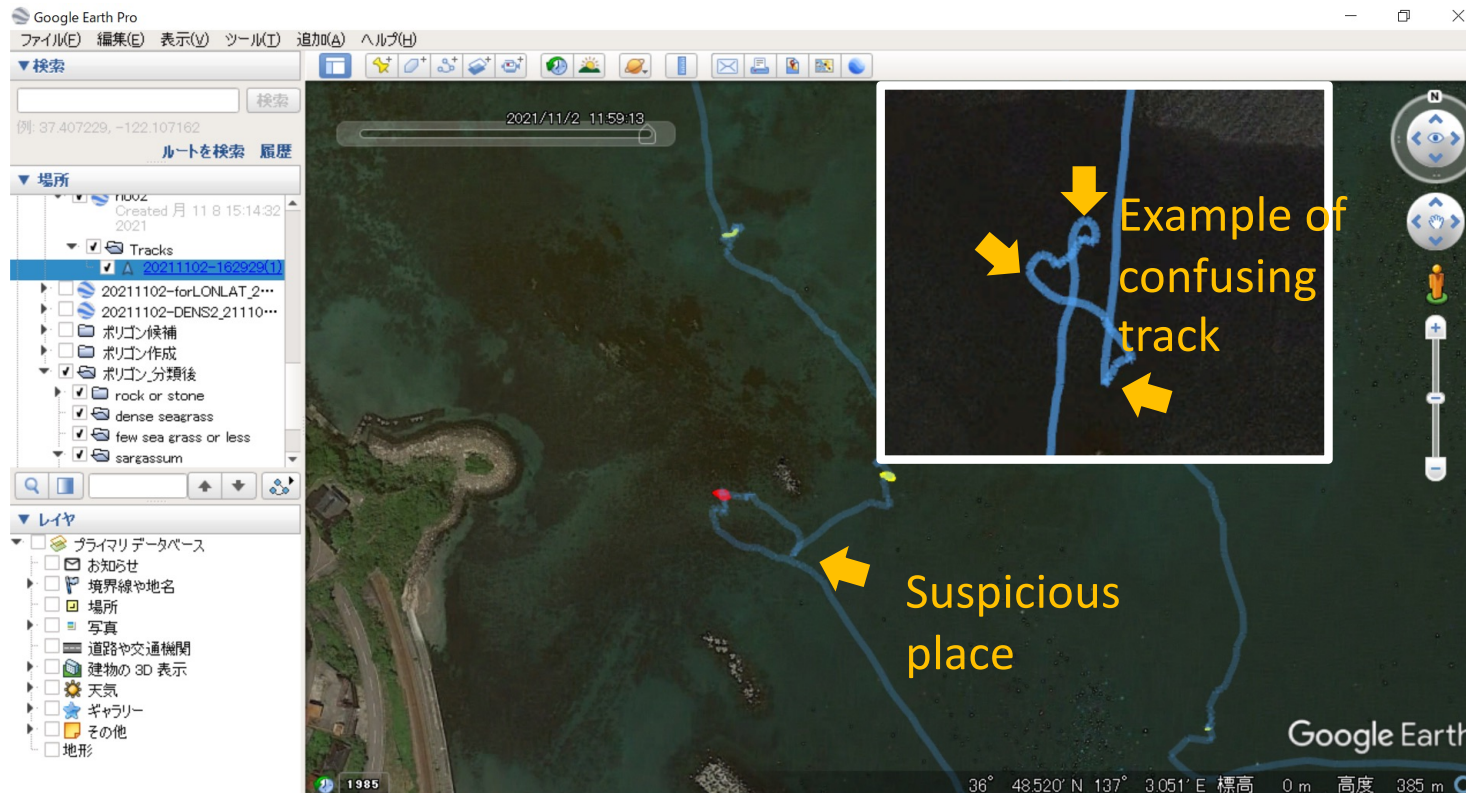 Google Earth Pro
ファイル(F) 編集(E) 表示(V) ツール(T) 追加(A) ヘルプ(H)
▼検索
検索
例: 37.407229, -122.107162
ルートを検索 履歴
▼ 場所
Created 月 11 8 15:14:32
2021
Tracks
20211102-162929(1)
20211102-forLONLAT_2…
20211102-DENS2_21110…
ポリゴン候補
ポリゴン作成
ポリゴン_分類後
rock or stone
dense seagrass
few sea grass or less
sargassum
▼ レイヤ
プライマリ データベース
お知らせ
境界線や地名
場所
写真
道路や交通機関
建物の 3D 表示
天気
ギャラリー
その他
地形
2021/11/2 11:59:13
N
Example of
confusing
track
Suspicious
place
Google Earth
1985
36° 48.520' N 137° 3.051' E 標高 0 m 高度 385 m